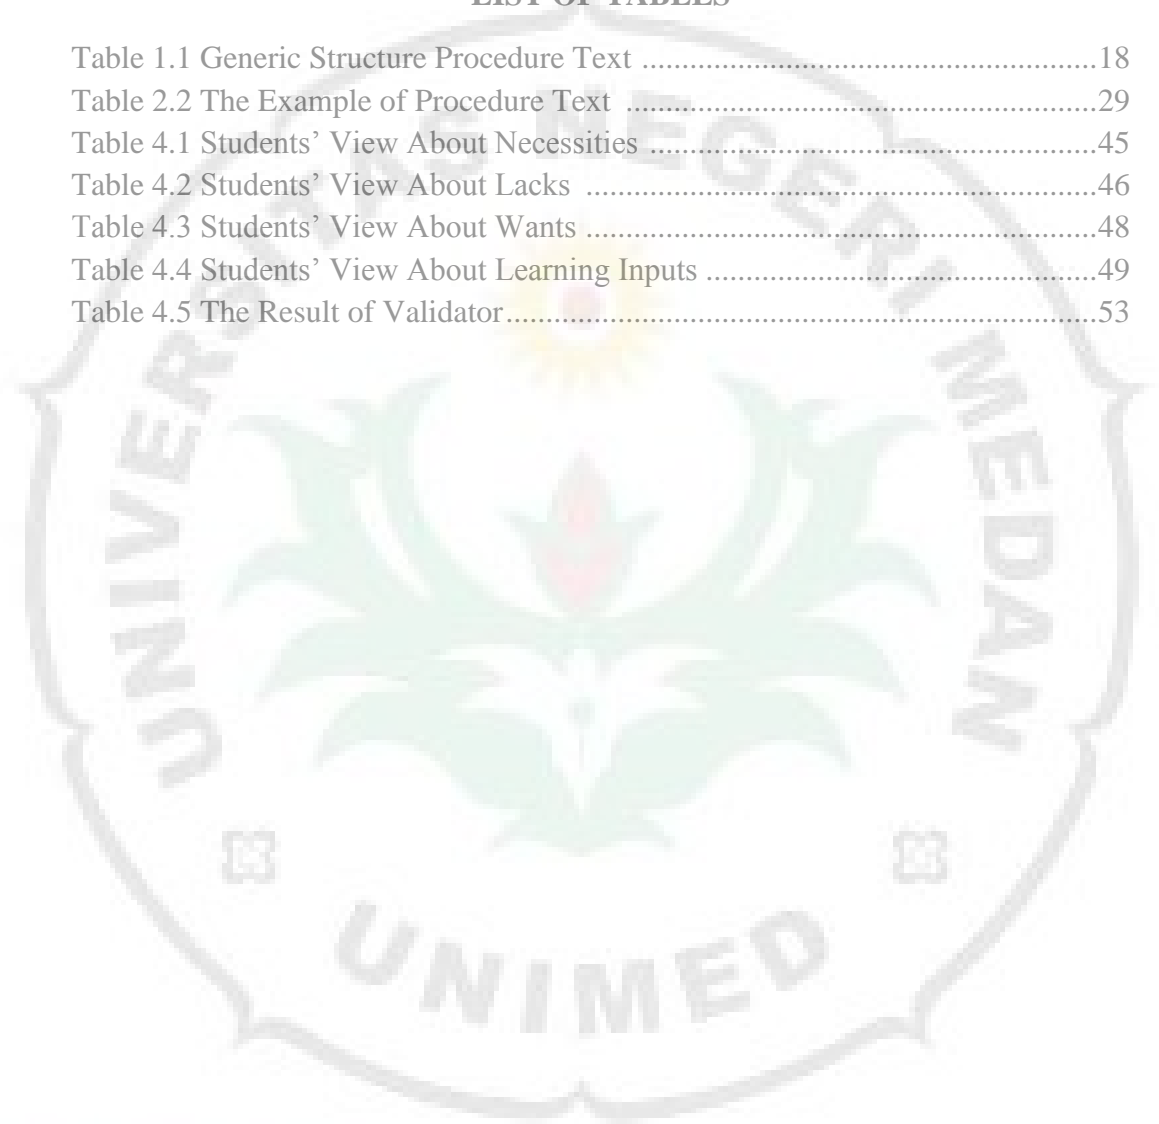 LIST OF TABLES
Table 1.1 Generic Structure Procedure Text ..........................................................18
Table 2.2 The Example of Procedure Text ............................................................29
Table 4.1 Students’ View About Necessities .........................................................45
Table 4.2 Students’ View About Lacks .................................................................46
Table 4.3 Students’ View About Wants .................................................................48
Table 4.4 Students’ View About Learning Inputs ..................................................49
Table 4.5 The Result of Validator...........................................................................53
UNIVERSITAS NEGERI MEDAN
UNIMED